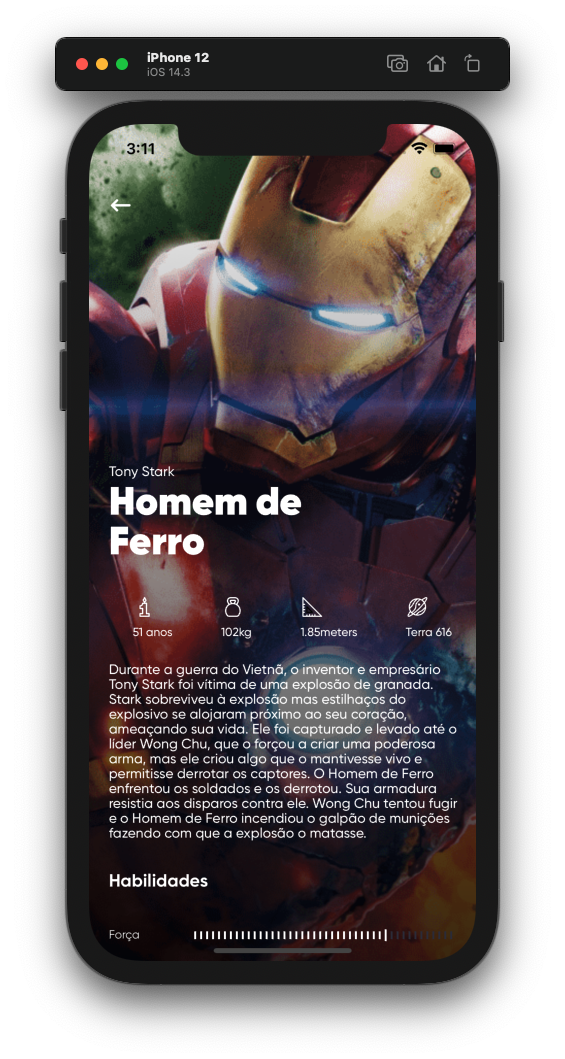 iPhone 12
iOS 14.3
3:11
Tony Stark
Homem de
Ferro
51 anos
102kg
1.85meters
Terra 616
Durante a guerra do Vietnã, o inventor e empresário
Tony Stark foi vítima de uma explosão de granada.
Stark sobreviveu à explosão mas estilhaços do
explosivo se alojaram próximo ao seu coração,
ameaçando sua vida. Ele foi capturado e levado até o
líder Wong Chu, que o forçou a criar uma poderosa
arma, mas ele criou algo que o mantivesse vivo e
permitisse derrotar os captores. O Homem de Ferro
enfrentou os soldados e os derrotou. Sua armadura
resistia aos disparos contra ele. Wong Chu tentou fugir
e o Homem de Ferro incendiou o galpão de munições
fazendo com que a explosão o matasse.
Habilidades
Força